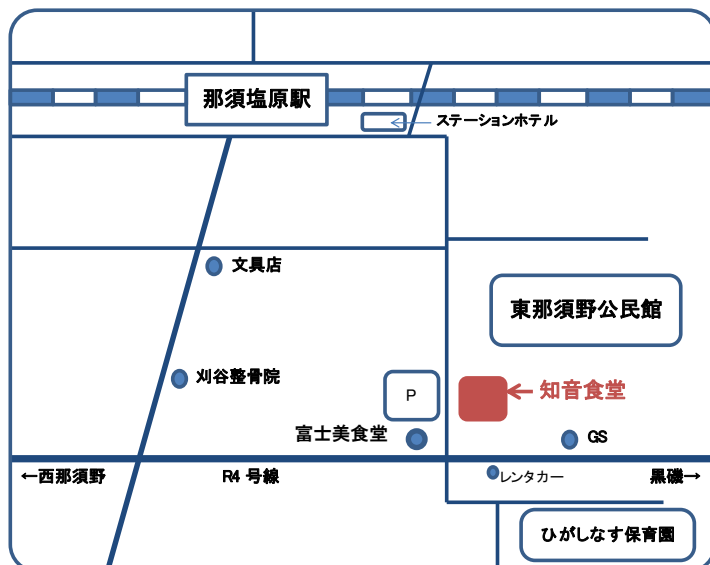 那須塩原駅
ステーションホテル
文具店
東那須野公民館
刈谷整骨院
P
知音食堂
富士美食堂
GS
←西那須野
R4 号線
レンタカー
黒磯→
ひがしなす保育園